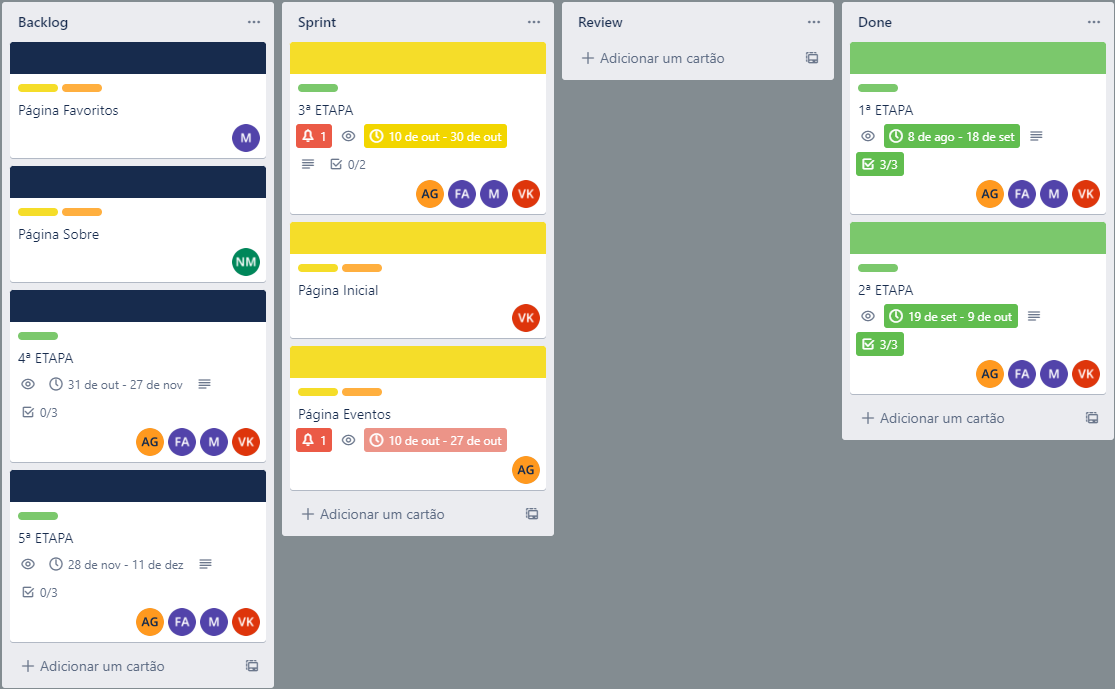 Backlog
Página Favoritos
M
Página Sobre
NM
4ª ETAPA
31 de out - 27 de nov
0/3
AG FA M VK
5ª ETAPA
28 de nov - 11 de dez
0/3
AG FA M VK
Adicionar um cartão
Sprint
3ª ETAPA
1 10 de out - 30 de out
0/2
AG FA M VK
Página Inicial
VK
Página Eventos
1 10 de out - 27 de out
AG
Adicionar um cartão
Review
Adicionar um cartão
Done
1ª ETAPA
8 de ago - 18 de set
3/3
AG FA M VK
2ª ETAPA
19 de set - 9 de out
3/3
AG FA M VK
Adicionar um cartão